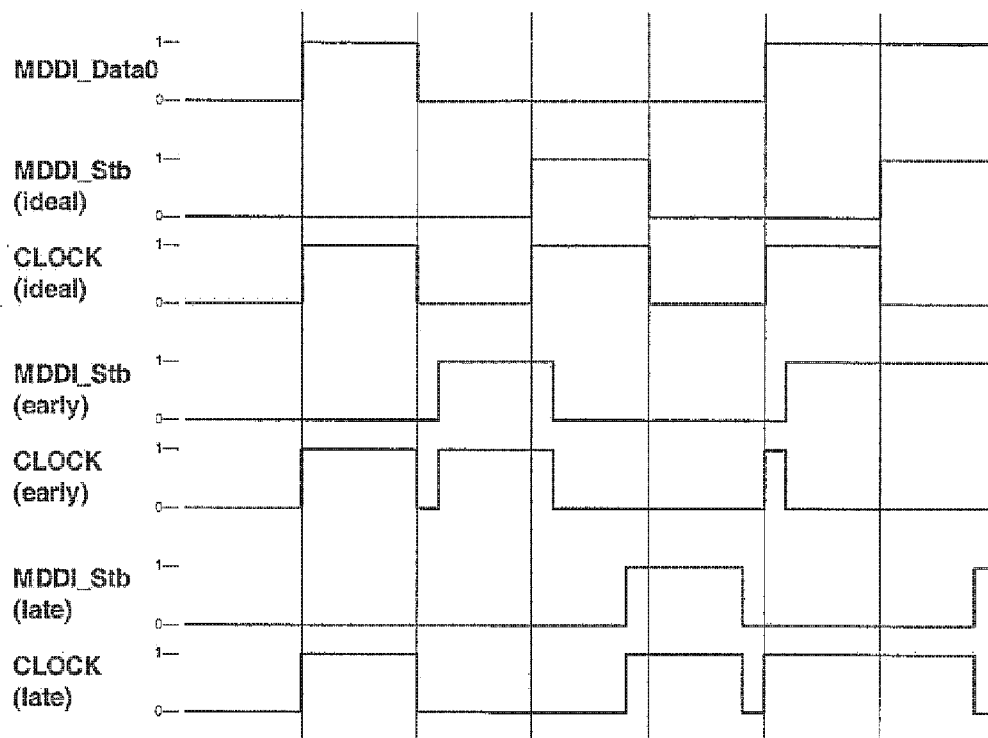 1
MDDI_Data0
0
1
MDDI_Stb
(ideal)
0
1
CLOCK
(ideal)
0
1
MDDI_Stb
(early)
0
1
CLOCK
(early)
0
1
MDDI_Stb
(late)
0
1
CLOCK
(late)
0